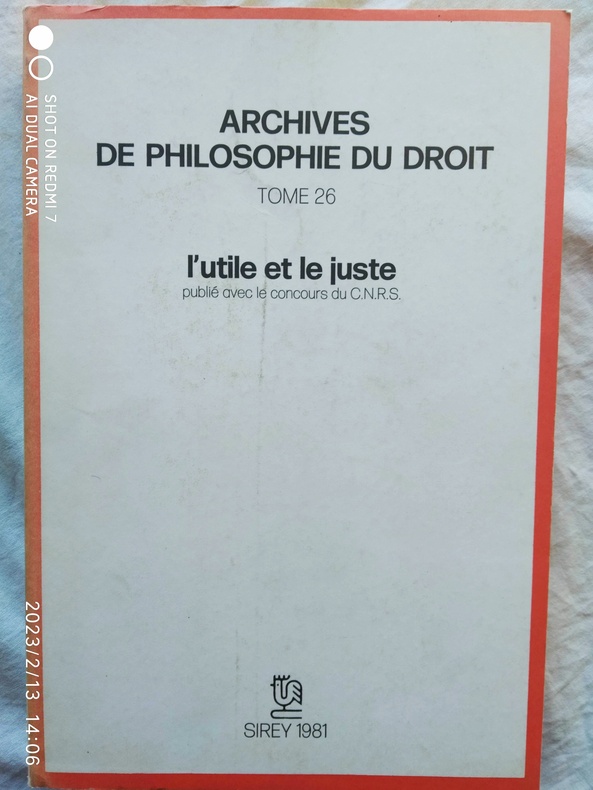 ARCHIVES
DE PHILOSOPHIE DU DROIT
TOME 26
l'utile et le juste
publié avec le concours du C.N.R.S.
SIREY 1981
SHOT ON REDMI 7
AI DUAL CAMERA
2023/2/13 14:06